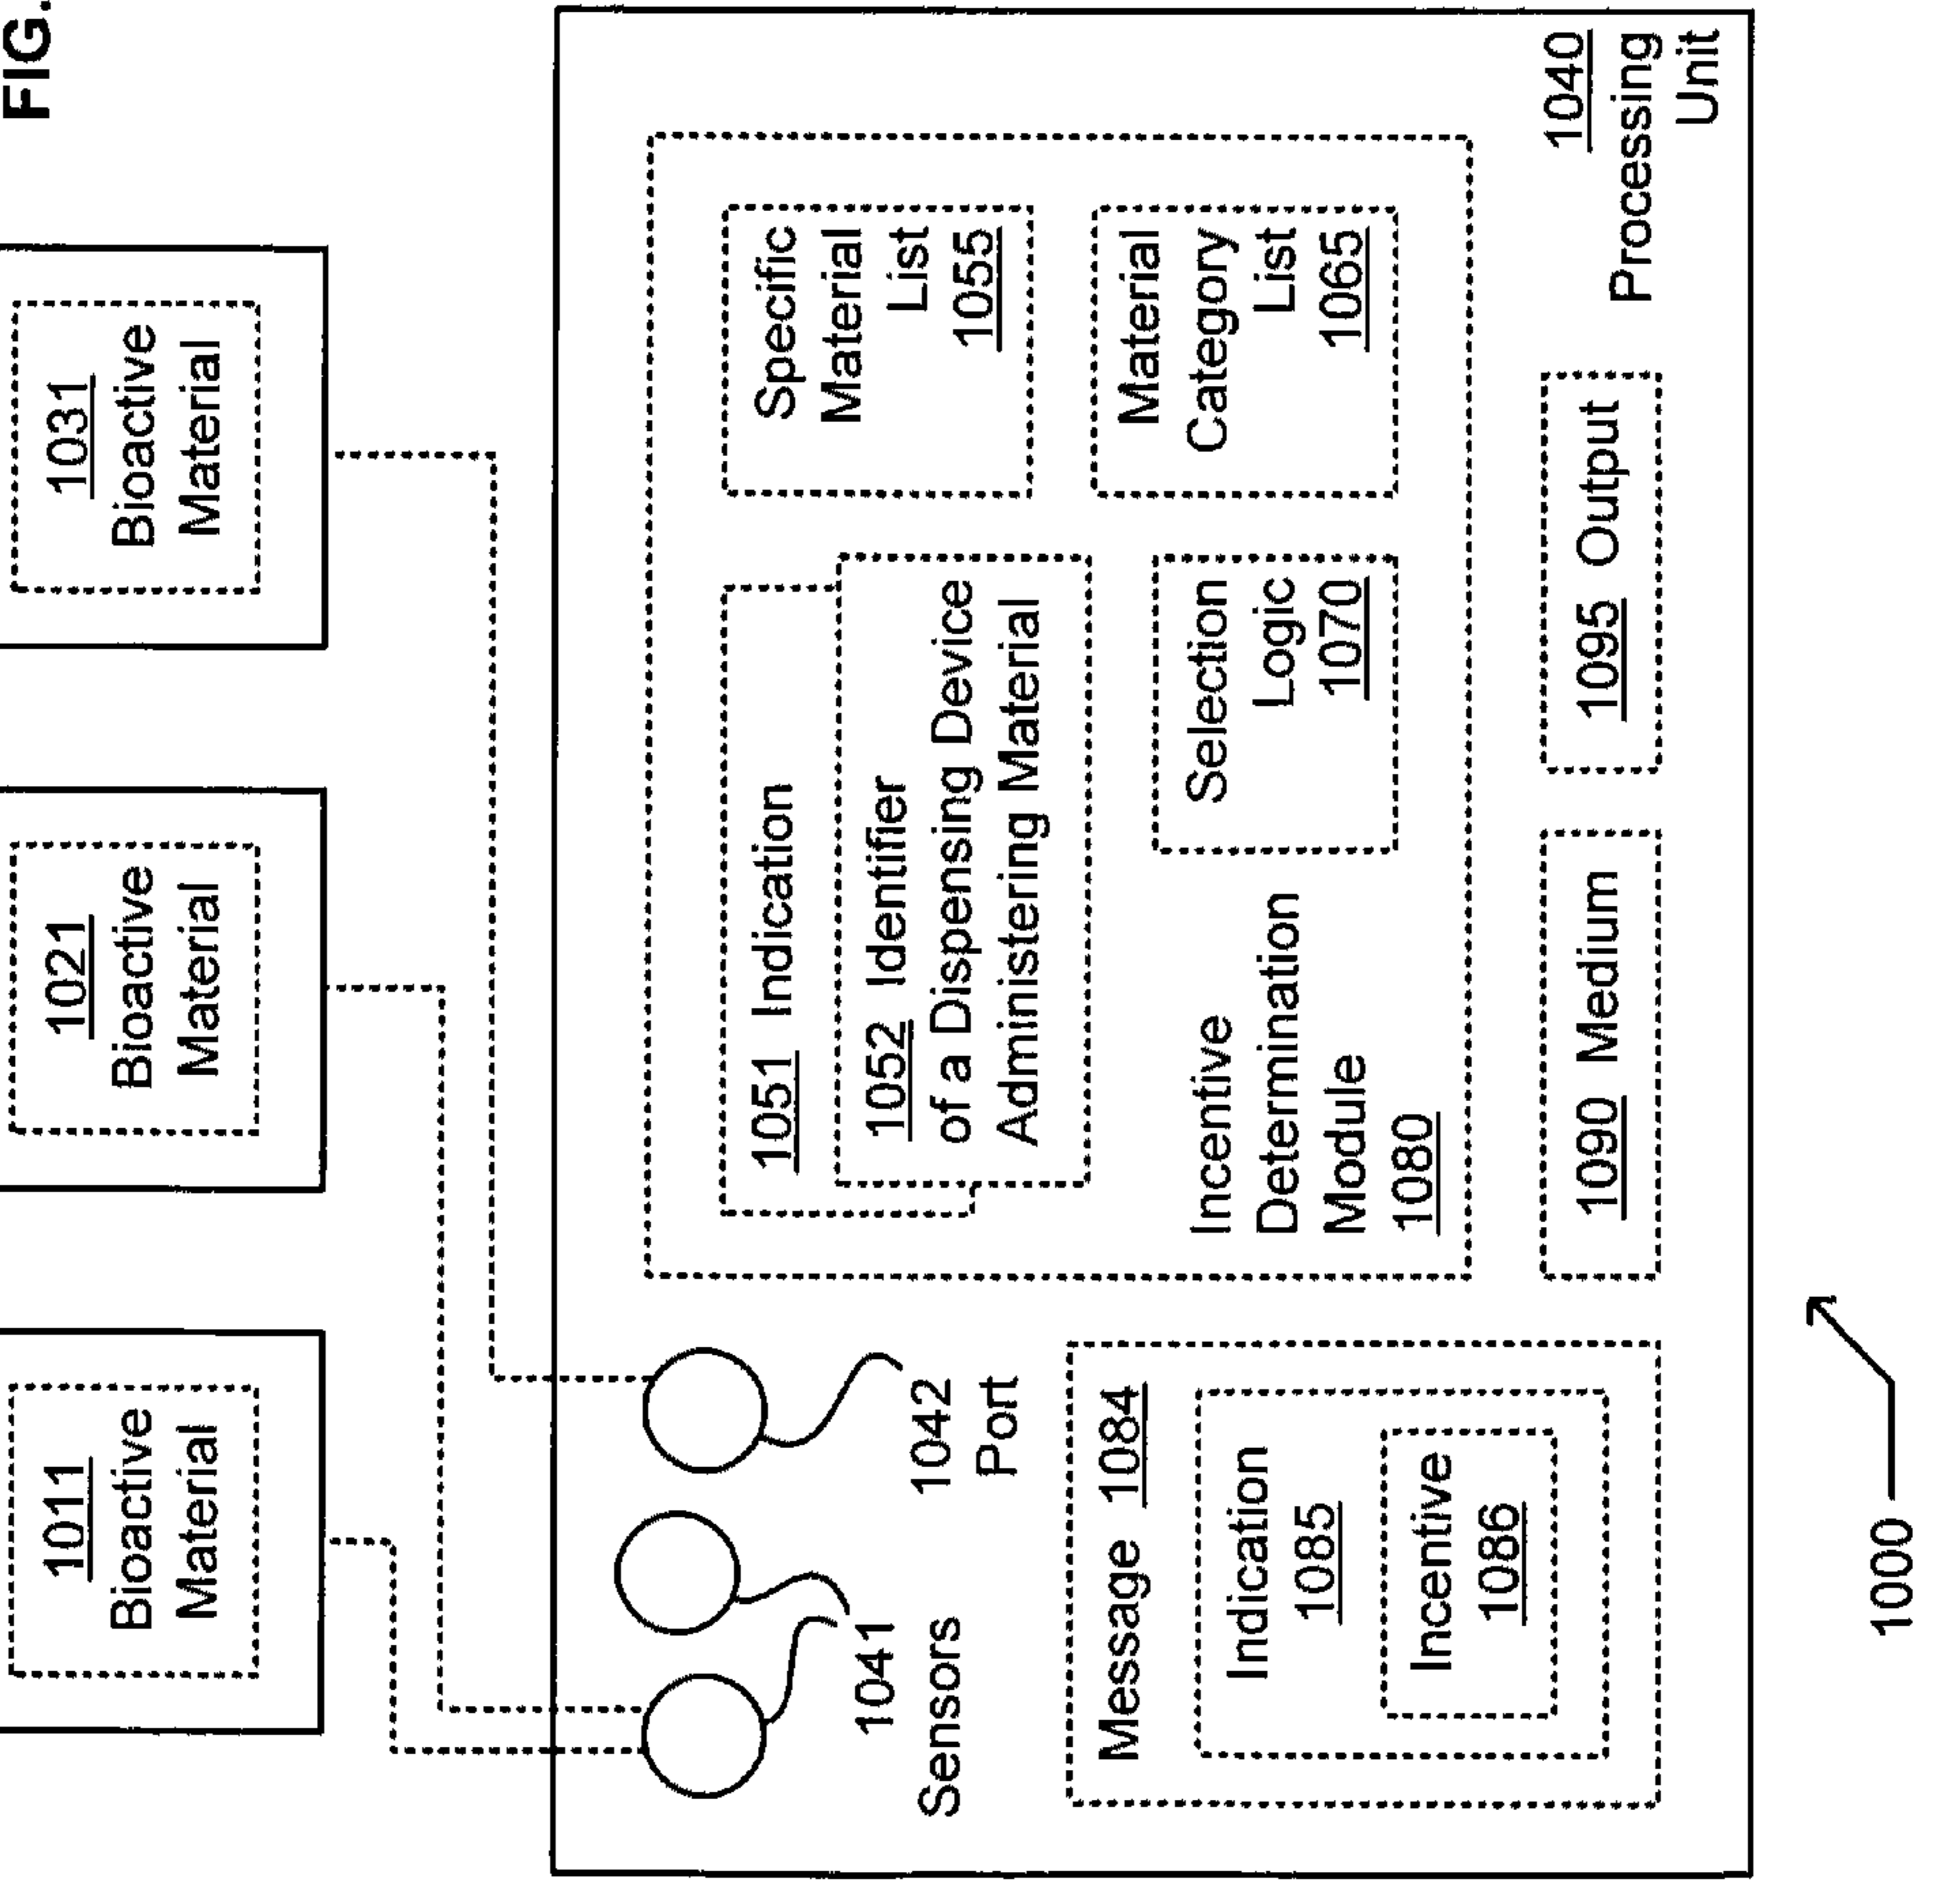 FIG.
1011
Bioactive
Material
1021
Bioactive
Material
1031
Bioactive
Material
1041
Sensors
1042
Port
Message 1084
Indication
1085
Incentive
1086
1051 Indication
1052 Identifier
of a Dispensing Device
Administering Material
Specific
Material
List
1055
Incentive
Determination
Module
1080
Selection
Logic
1070
Material
Category
List
1065
1090 Medium
1095 Output
1040
Processing
Unit
1000